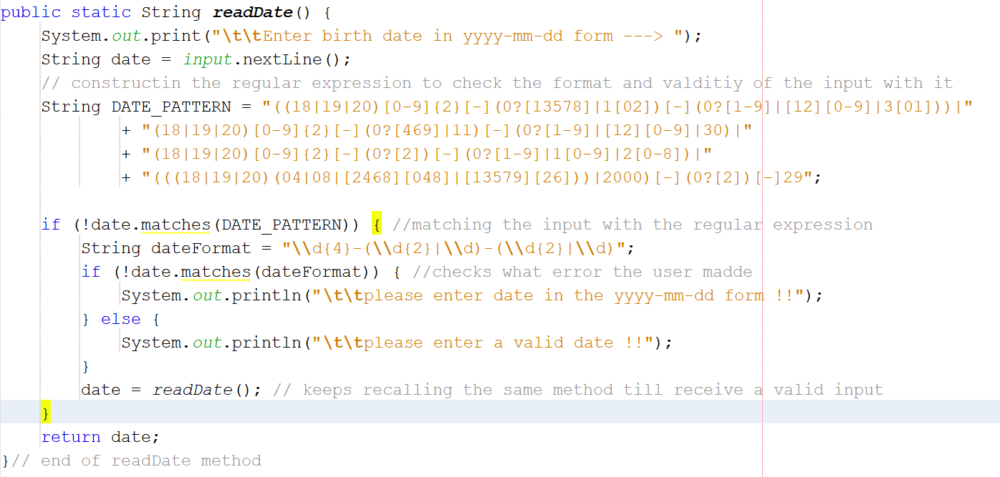 public static String readDate() {
    System.out.print("\t\tEnter birth date in yyyy-mm-dd form ---> ");
    String date = input.nextLine();
    // constructin the regular expression to check the format and valditiy of the input with it
    String DATE_PATTERN = "((18|19|20)[0-9]{2}[-](0?[13578]|1[02])[-](0?[1-9]|[12][0-9]|3[01]))|"
            + "(18|19|20)[0-9]{2}[-](0?[469]|11)[-](0?[1-9]|[12][0-9]|30)|"
            + "(18|19|20)[0-9]{2}[-](0?[2])[-](0?[1-9]|1[0-9]|2[0-8])|"
            + "(((18|19|20)(04|08|[2468][048]|[13579][26]))|2000)[-](0?[2])[-]29";
    if (!date.matches(DATE_PATTERN)) { //matching the input with the regular expression
        String dateFormat = "\\d{4}-(\\d{2}|\\d)-(\\d{2}|\\d)";
        if (!date.matches(dateFormat)) { //checks what error the user madde
            System.out.println("\t\tplease enter date in the yyyy-mm-dd form !!");
        } else {
            System.out.println("\t\tplease enter a valid date !!");
        }
        date = readDate(); // keeps recalling the same method till receive a valid input
    }
    return date;
}// end of readDate method